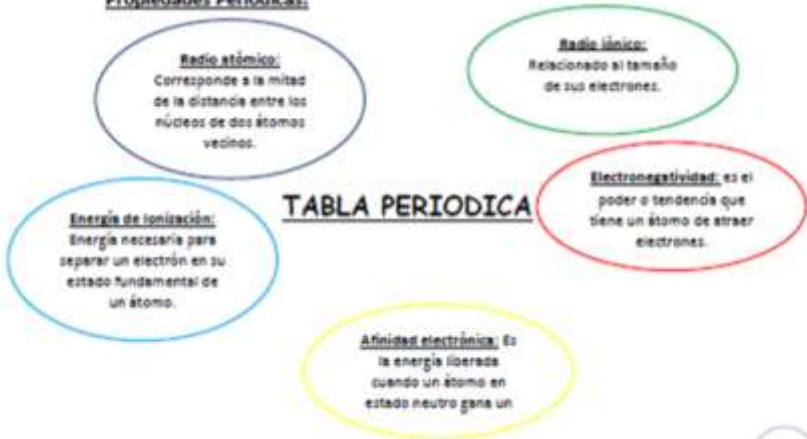 Propiedades Periódicas:
Radio atómico:
Corresponde a la mitad
de la distancia entre los
núcleos de dos átomos
vecinos.
Radio iónico:
Relacionado al tamaño
de sus electrones.
TABLA PERIODICA
Electronegatividad: es el
poder o tendencia que
tiene un átomo de atraer
electrones.
Energía de Ionización:
Energía necesaria para
separar un electrón en su
estado fundamental de
un átomo.
Afinidad electrónica: Es
la energía liberada
cuando un átomo en
estado neutro gana un